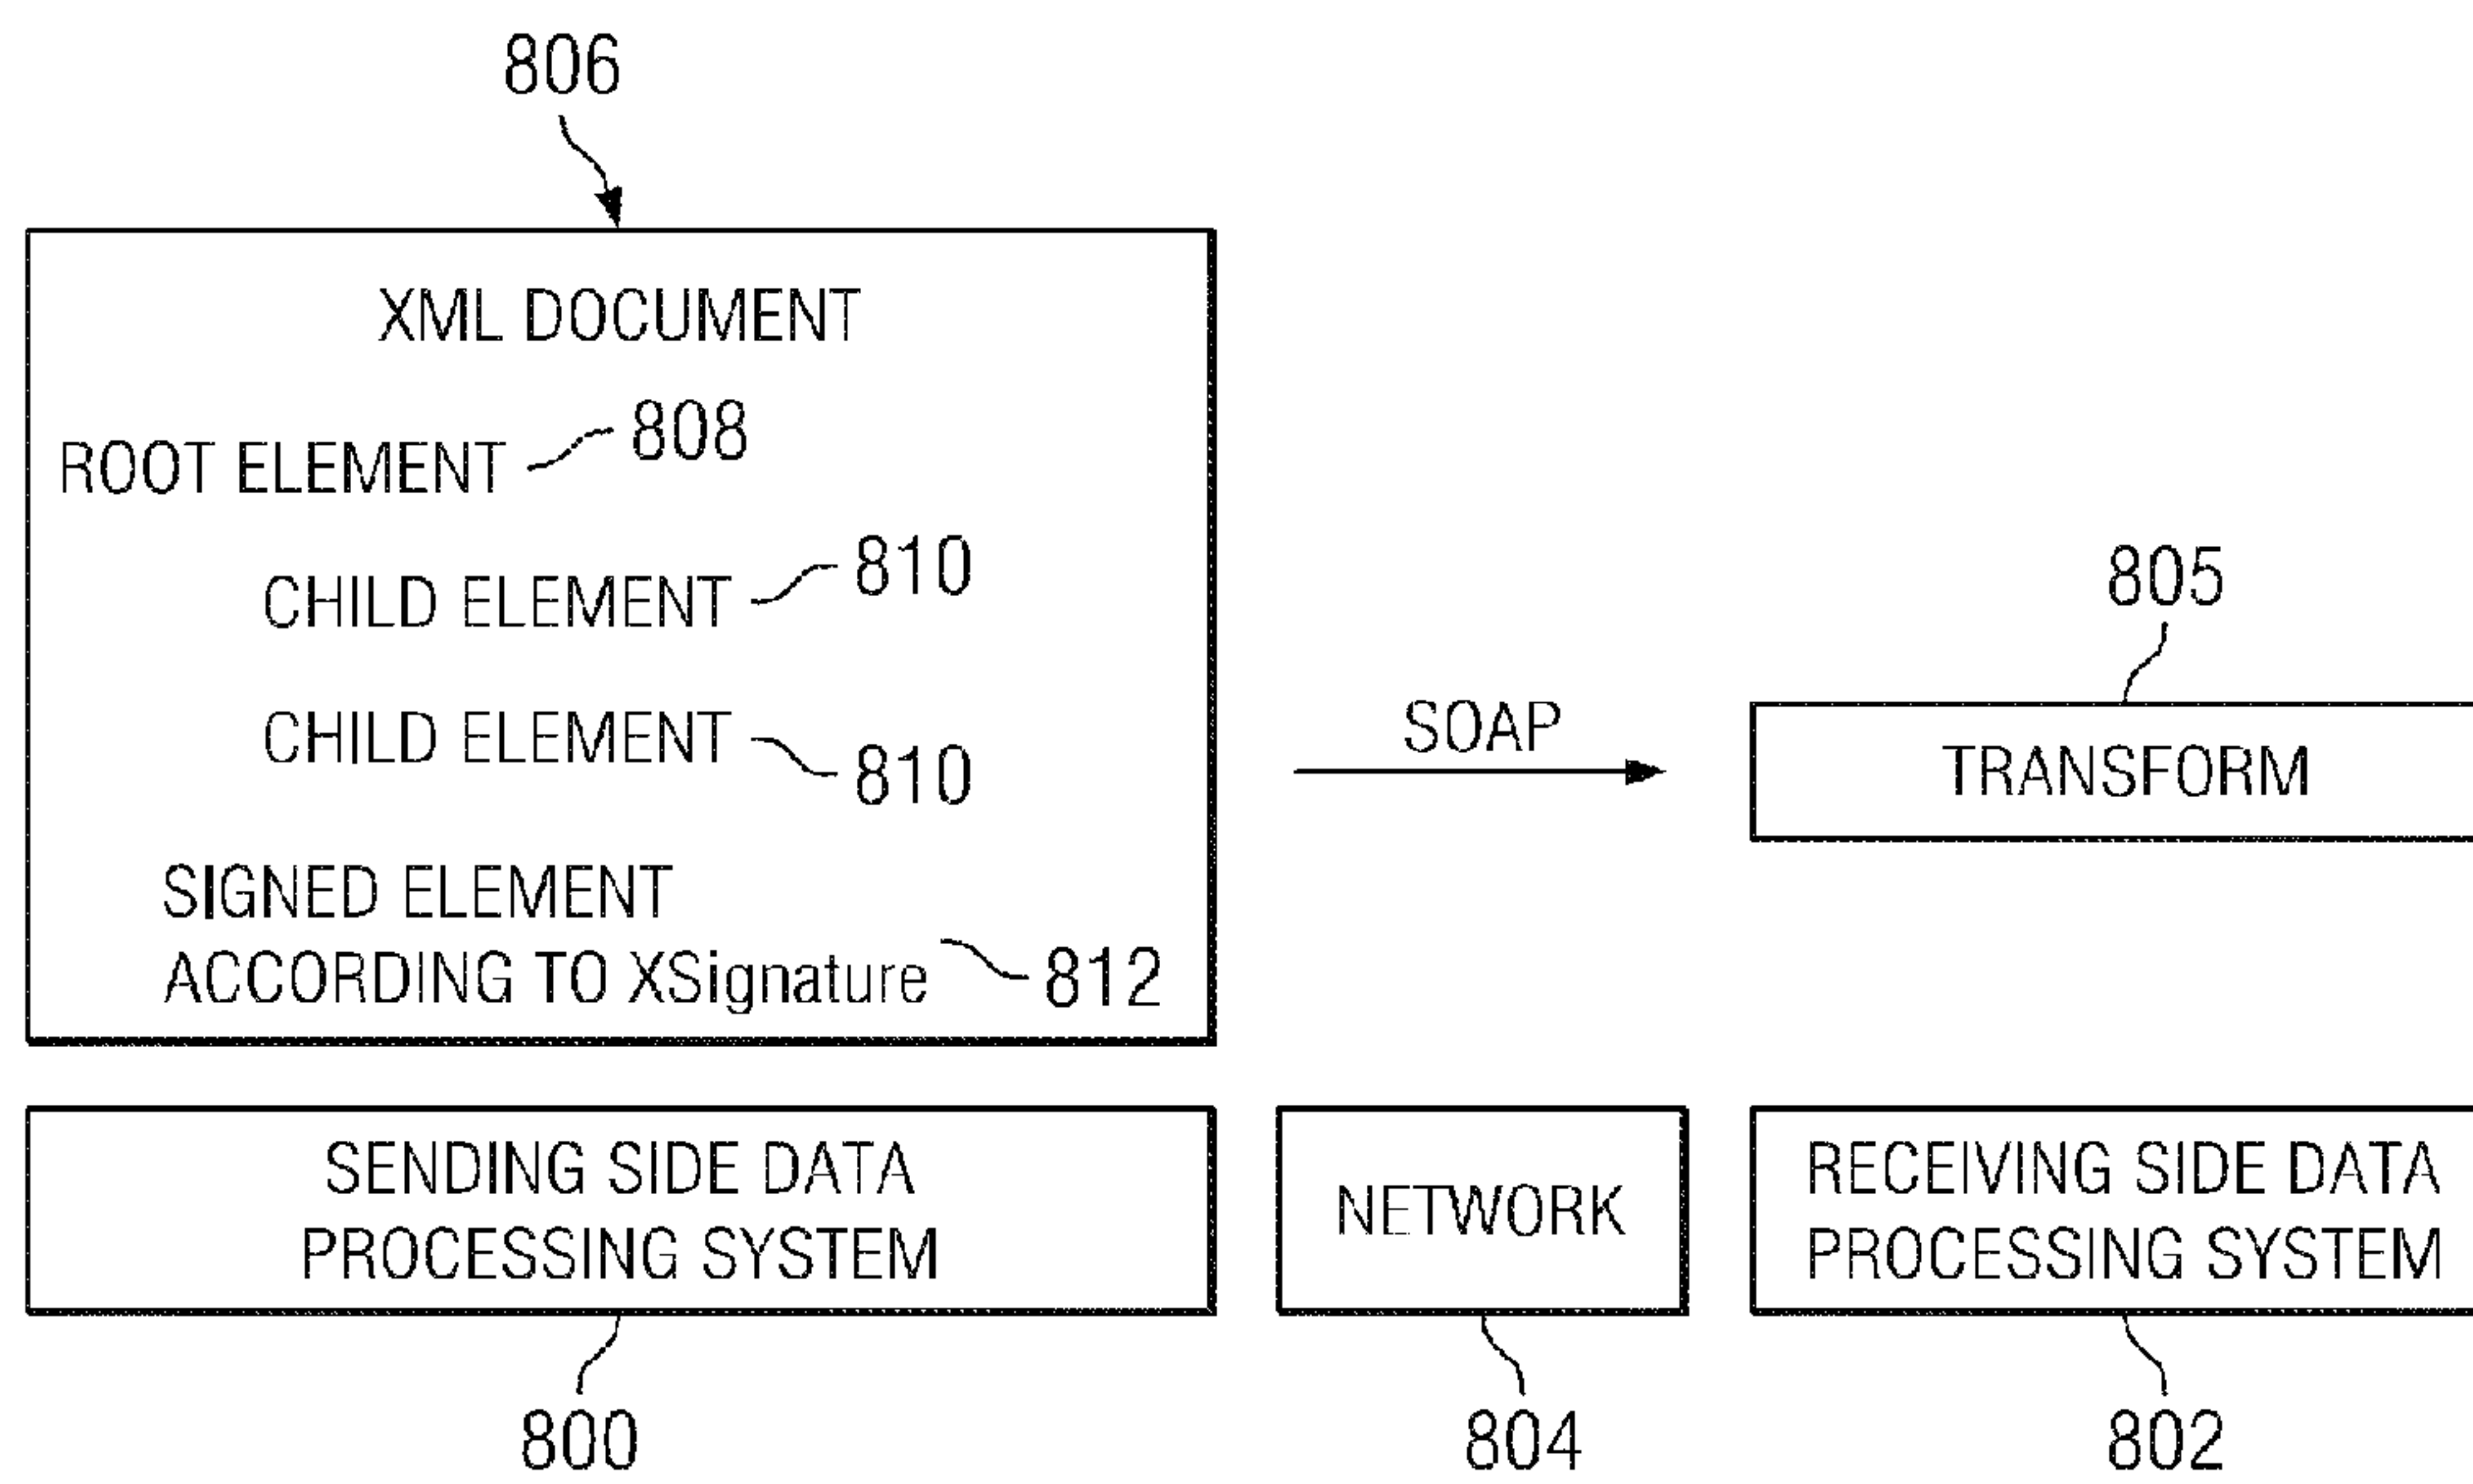 806
XML DOCUMENT
ROOT ELEMENT 808
CHILD ELEMENT 810
CHILD ELEMENT 810
SIGNED ELEMENT
ACCORDING TO XSignature 812
SOAP
805
TRANSFORM
SENDING SIDE DATA
PROCESSING SYSTEM
800
NETWORK
804
RECEIVING SIDE DATA
PROCESSING SYSTEM
802